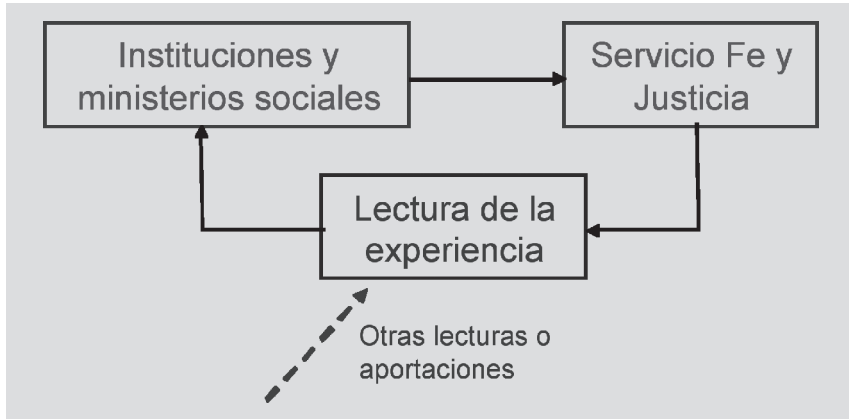 Instituciones y
ministerios sociales
Servicio Fe y
Justicia
Lectura de la
experiencia
Otras lecturas o
aportaciones